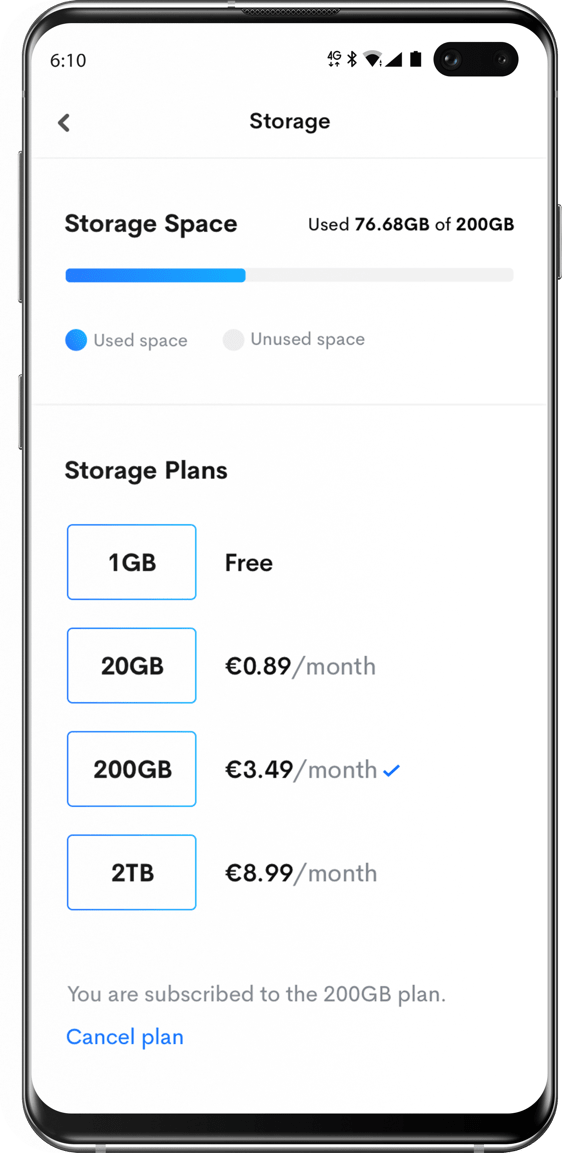 6:10
4G
Storage
Storage Space
Used 76.68GB of 200GB
Used space
Unused space
Storage Plans
1GB
Free
20GB
€0.89/month
200GB
€3.49/month
2TB
€8.99/month
You are subscribed to the 200GB plan.
Cancel plan